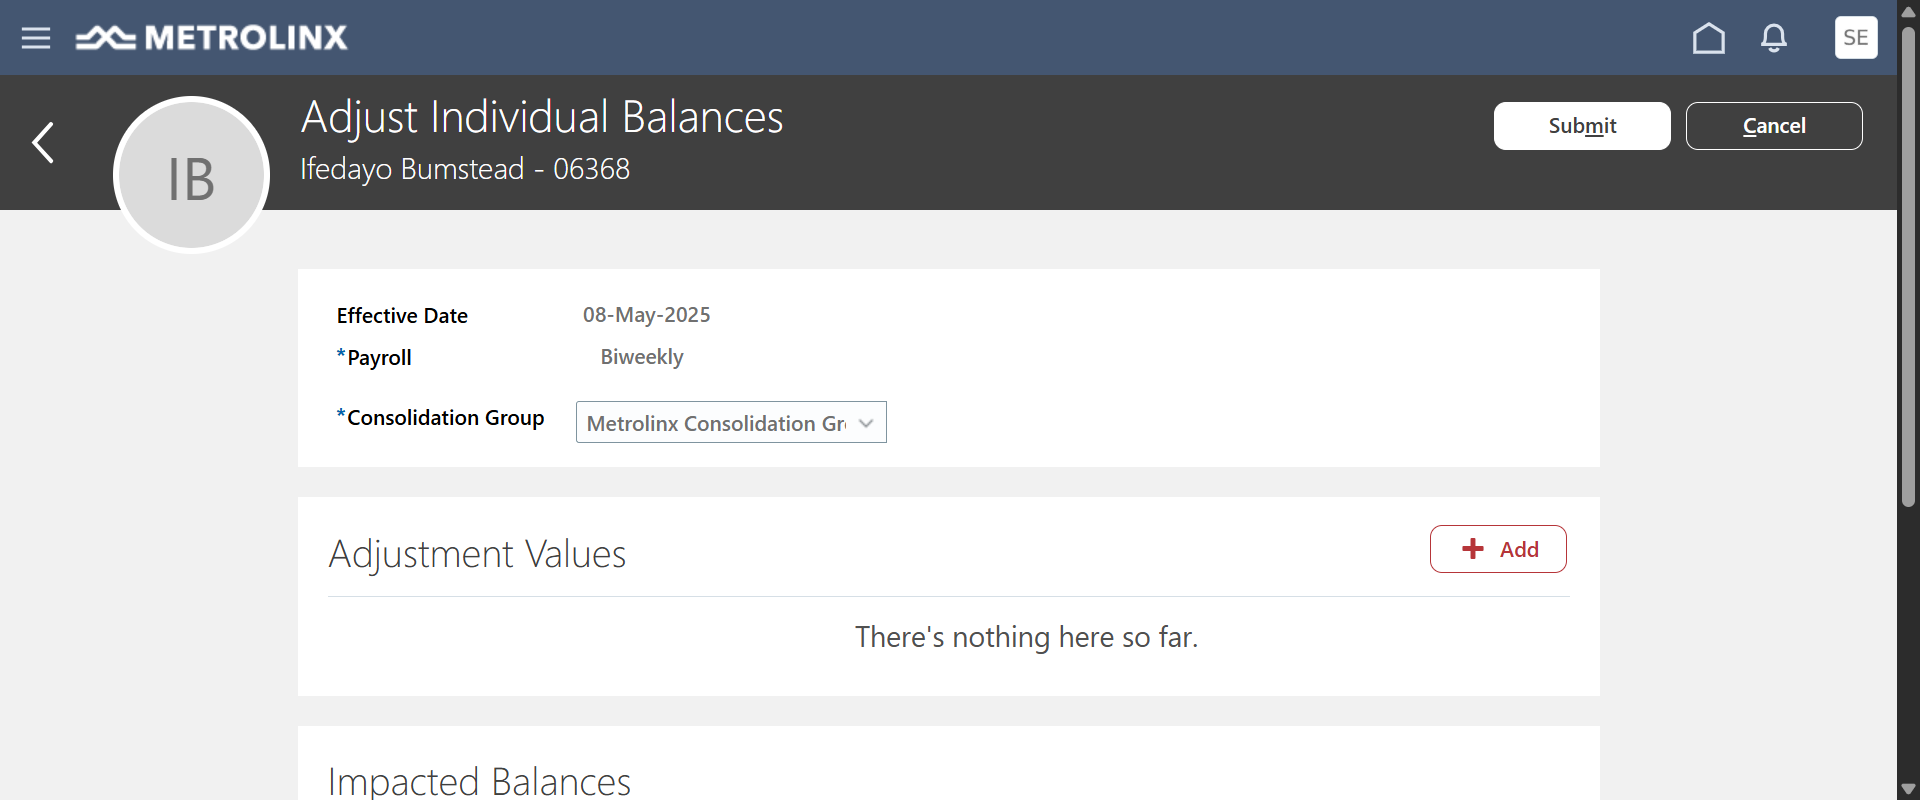 METROLINX
SE
Adjust Individual Balances
Submit
Cancel
IB
Ifedayo Bumstead - 06368
Effective Date 08-May-2025
*Payroll Biweekly
*Consolidation Group Metrolinx Consolidation Gr
Adjustment Values
Add
There's nothing here so far.
Impacted Balances